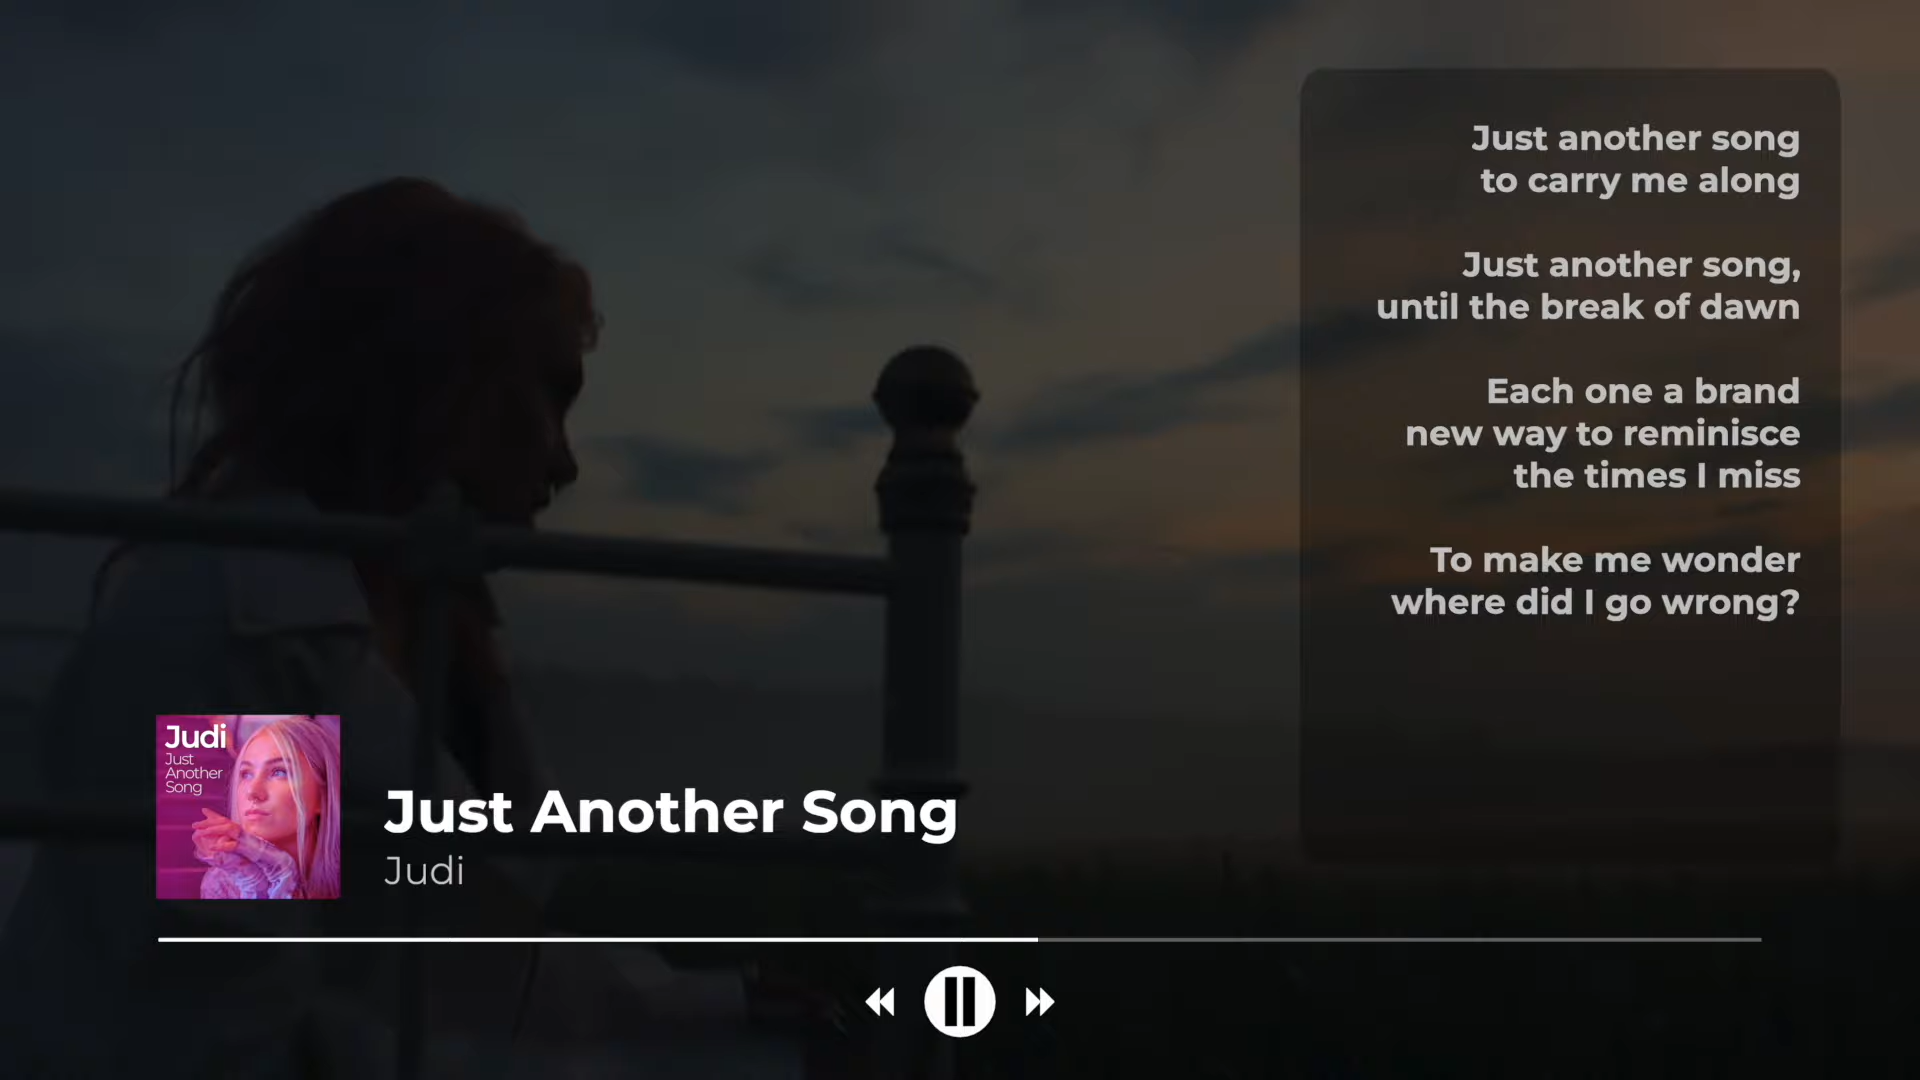 Just another song
to carry me along
Just another song,
until the break of dawn
Each one a brand
new way to reminisce
the times I miss
To make me wonder
where did I go wrong?
Judi
Just
Another
Song
Just Another Song
Judi